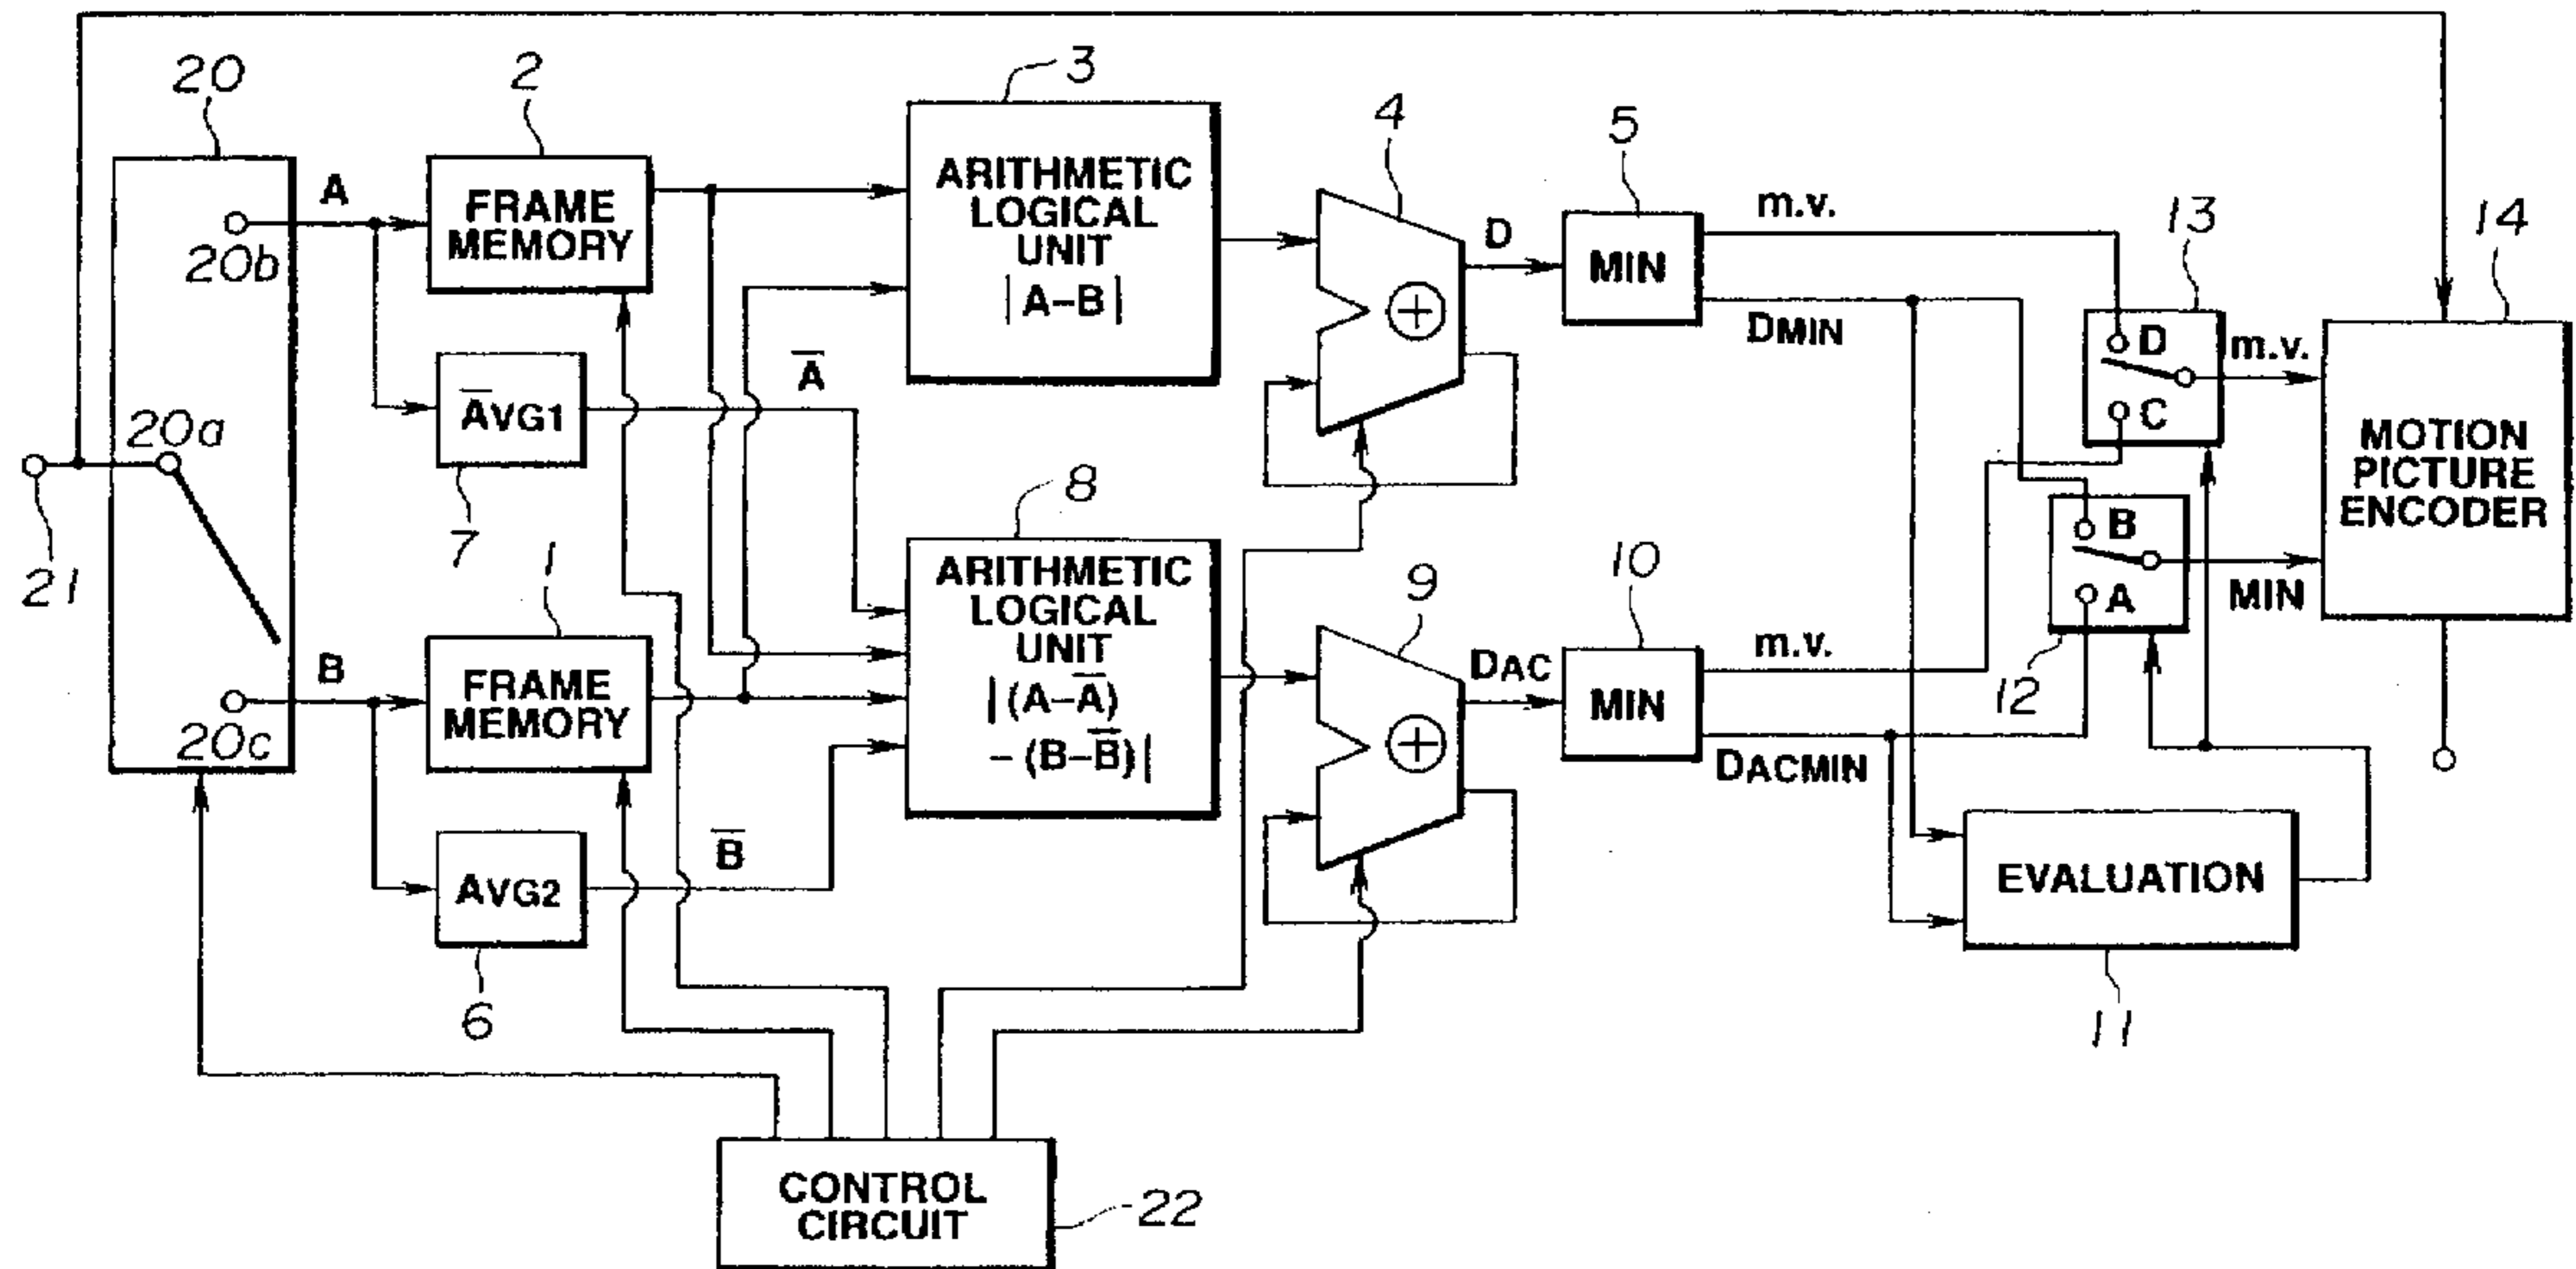 20
2
3
4
5
13
14
A
20b
FRAME
MEMORY
ARITHMETIC
LOGICAL
UNIT
|A-B|
D
MIN
m.v.
DMIN
D
C
m.v.
MOTION
PICTURE
ENCODER
20a
21
A̅VG1
7
A̅
8
1
B
20c
FRAME
MEMORY
ARITHMETIC
LOGICAL
UNIT
|(A-A̅)
-(B-B̅)|
9
DAC
10
MIN
m.v.
DACMIN
B
A
12
MIN
AVG2
6
B̅
EVALUATION
11
CONTROL
CIRCUIT
22